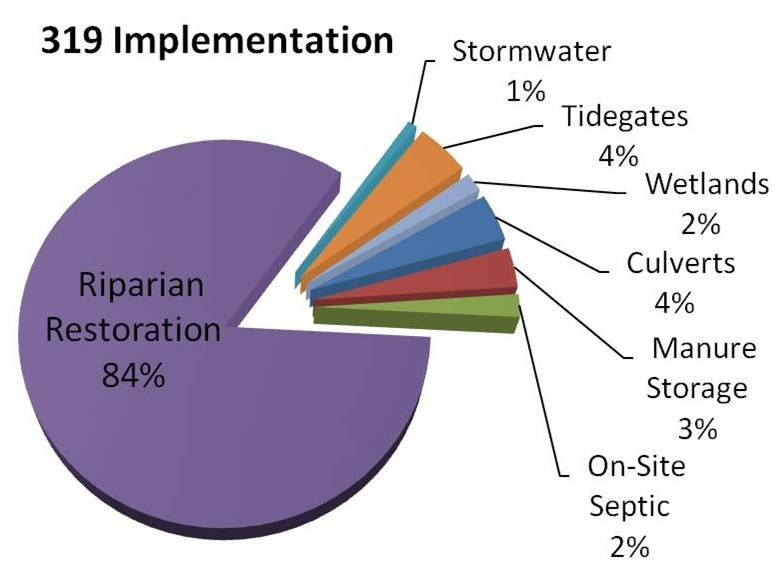 319 Implementation
Stormwater
1%
Tidegates
4%
Wetlands
2%
Culverts
4%
Manure
Storage
3%
On-Site
Septic
2%
Riparian
Restoration
84%